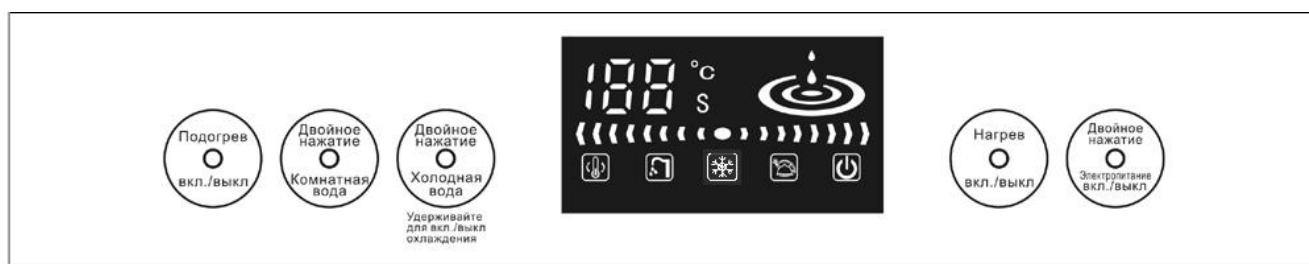 Подогрев
вкл./выкл
Двойное
нажатие
Комнатная
вода
Двойное
нажатие
Холодная
вода
Удерживайте
для вкл./выкл
охлаждения
188 °C
S
Нагрев
вкл./выкл
Двойное
нажатие
Электропитание
вкл./выкл